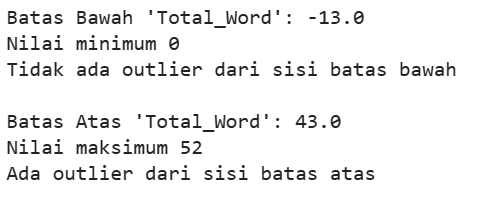 Batas Bawah 'Total_Word': -13.0
Nilai minimum 0
Tidak ada outlier dari sisi batas bawah
Batas Atas 'Total_Word': 43.0
Nilai maksimum 52
Ada outlier dari sisi batas atas